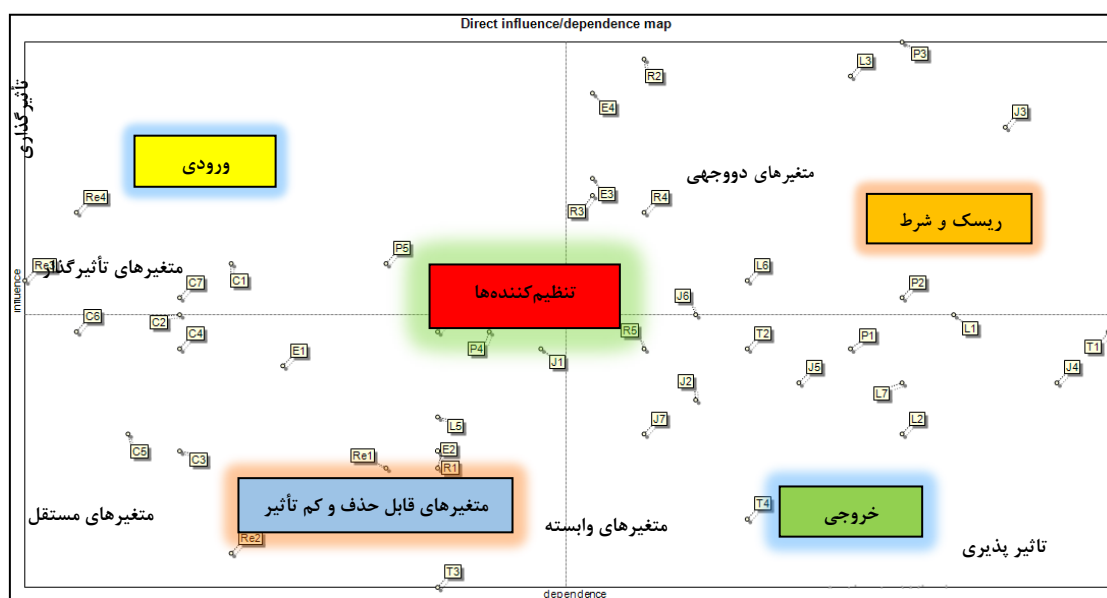 Direct influence/dependence map
تأثیرگذاری
P3
L3
R2
E4
J3
ورودی
متغیرهای دووجهی
Re4
E3
R3
R4
ریسک و شرط
P5
Re3
متغیرهای تأثیرگذار
C1
C7
تنظیم‌کننده‌ها
L6
P2
J6
influence
C6
C2
C4
R5
T2
P1
L1
T1
E1
P4
J1
J5
J4
J2
L7
L5
J7
L2
C5
C3
Re1
E2
R1
متغیرهای قابل حذف و کم تأثیر
متغیرهای مستقل
متغیرهای وابسته
T4
خروجی
تاثیر پذیری
Re2
T3
dependence